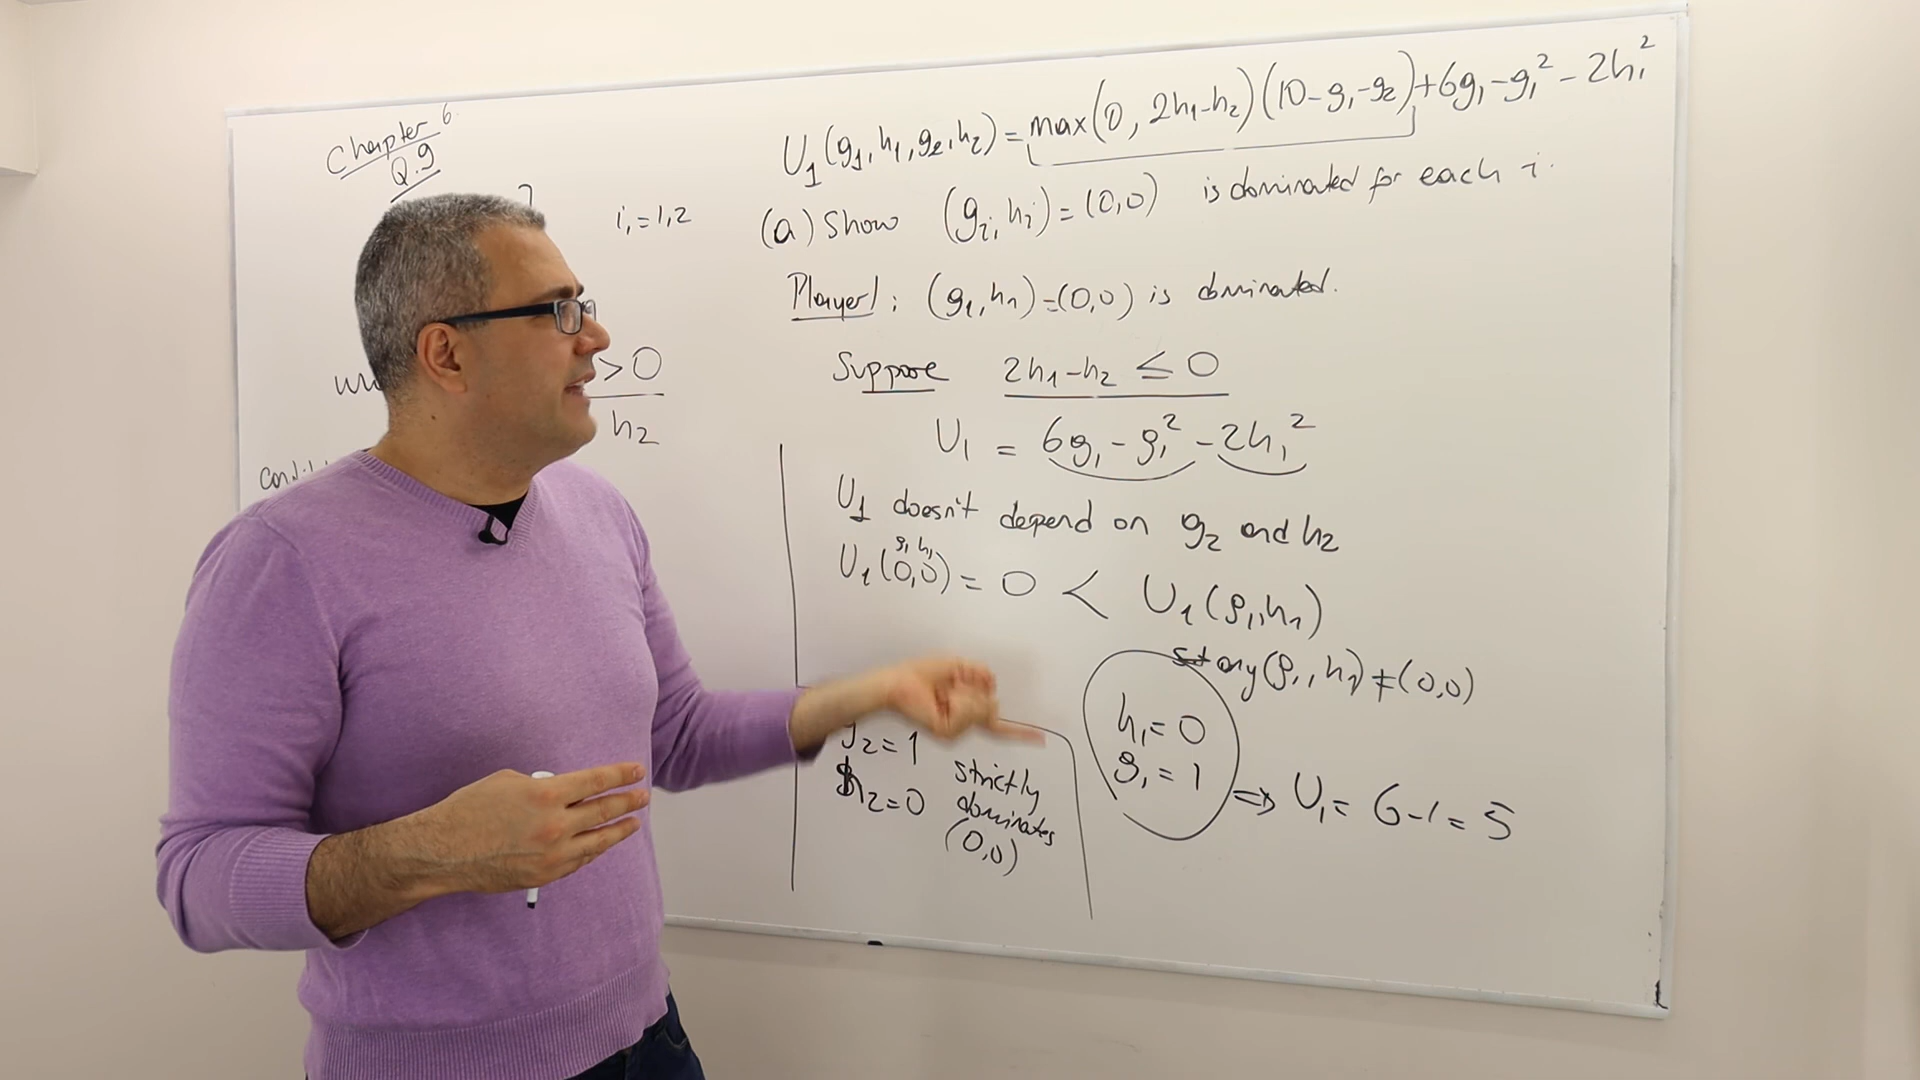 Chapter 6
Q.9
i,=1,2
>0
h₂
U₁(g₁,h₁,g₂,h₂)=max(0, 2h₁-h₂)(10-g₁-g₂)+6g₁-g₁²-2h₁²
(a) Show (gᵢ,hᵢ)=(0,0) is dominated for each i.
Player1: (g₁,h₁)=(0,0) is dominated.
Suppose 2h₁-h₂ ≤ 0
U₁ = 6g₁-g₁²-2h₁²
U₁ doesn't depend on g₂ and h₂
g₁ h₁
U₁(0,0) = 0 < U₁(g₁,h₁)
any(g₁,h₁)≠(0,0)
h₁=0
g₁=1 ⇒ U₁= 6-1=5
g₂=1
h₂=0
strictly
dominates
(0,0)